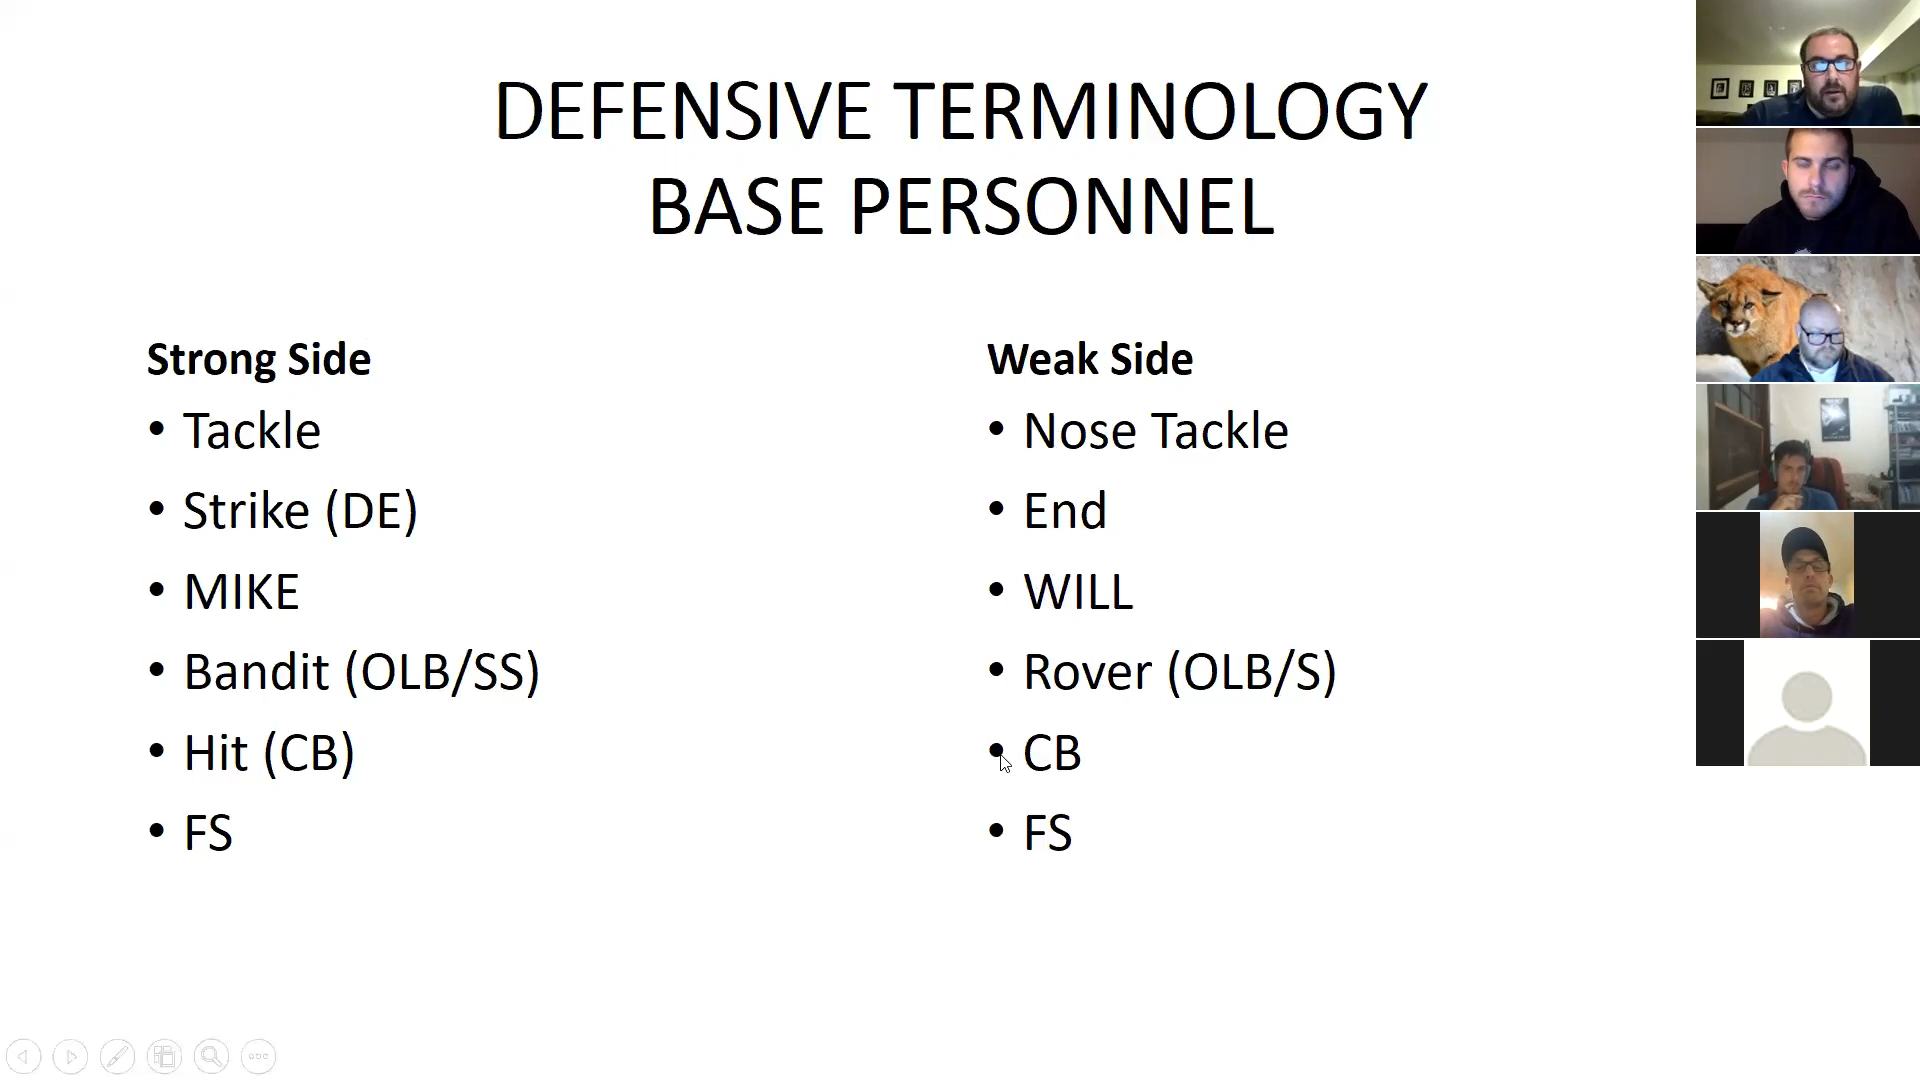 DEFENSIVE TERMINOLOGY
BASE PERSONNEL
Strong Side
• Tackle
• Strike (DE)
• MIKE
• Bandit (OLB/SS)
• Hit (CB)
• FS
Weak Side
• Nose Tackle
• End
• WILL
• Rover (OLB/S)
• CB
• FS